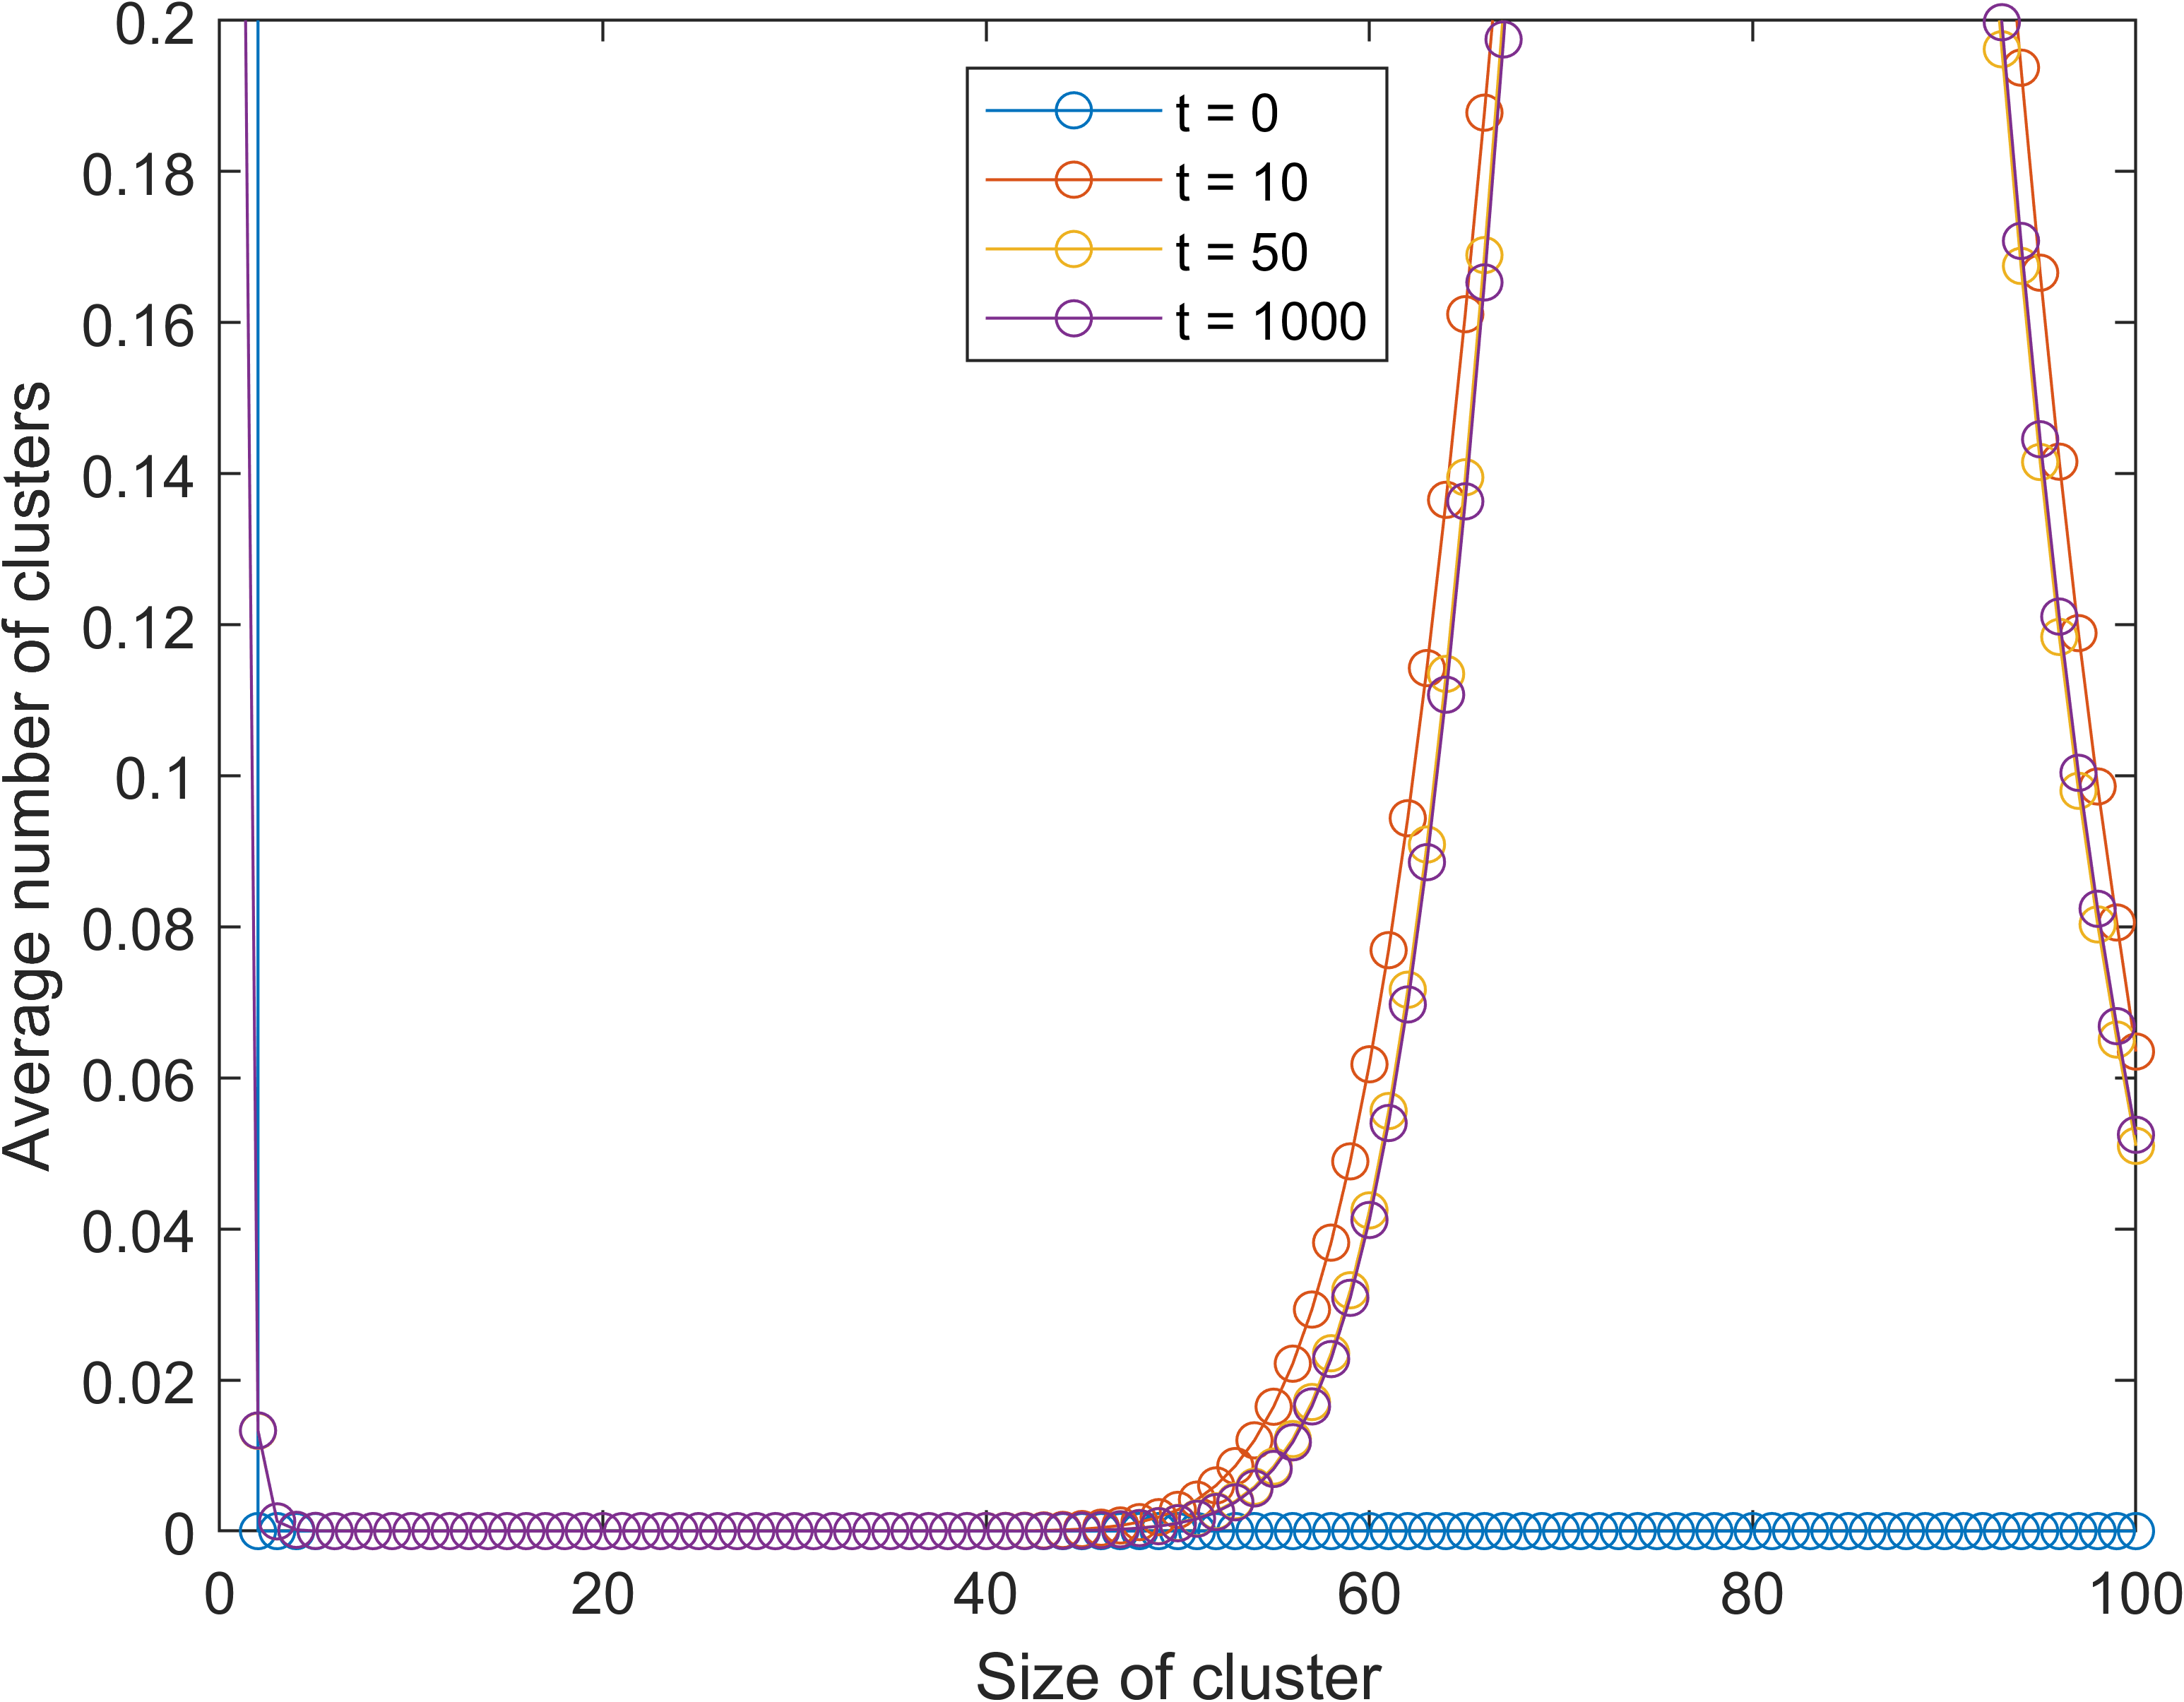 0.2
0.18
0.16
0.14
0.12
0.1
0.08
0.06
0.04
0.02
0
Average number of clusters
t = 0
t = 10
t = 50
t = 1000
0 20 40 60 80 100
Size of cluster